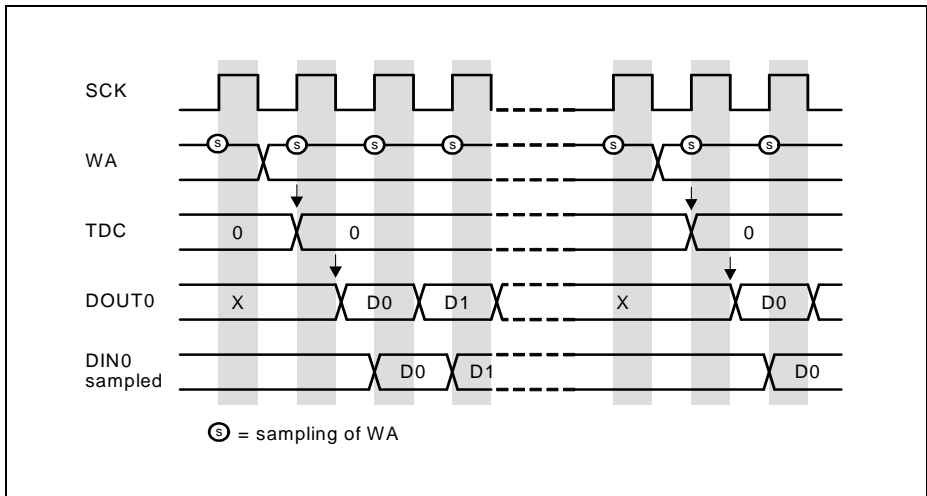 SCK
S S S S S S S
WA
TDC 0 0 0
DOUT0 X D0 D1 X D0
DIN0
sampled
D0 D1 D0
S = sampling of WA